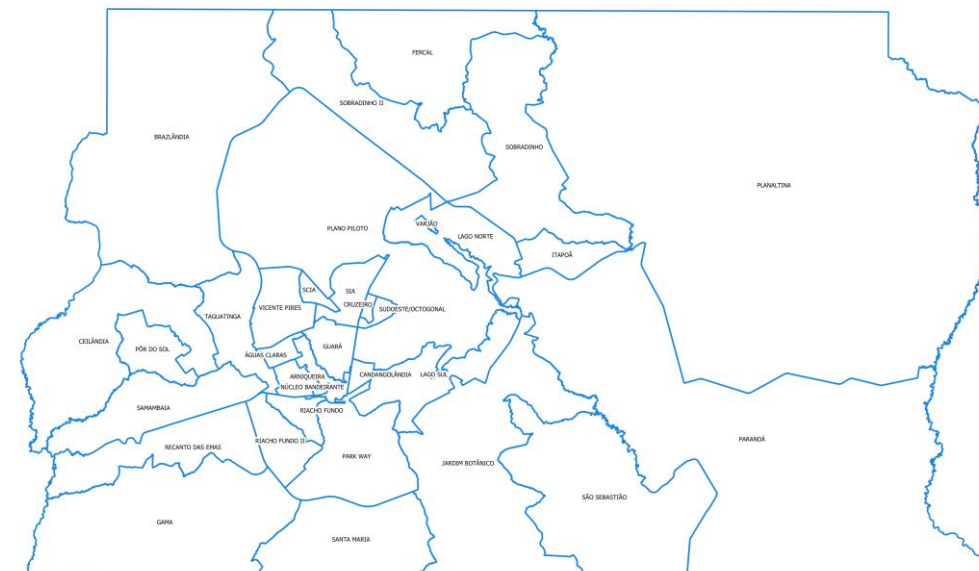 FERCAL
SOBRADINHO II
BRAZLÂNDIA
SOBRADINHO
PLANALTINA
VARJÃO
PLANO PILOTO
LAGO NORTE
ITAPOÃ
SCIA
SIA
CRUZEIRO
VICENTE PIRES
SUDOESTE/OCTOGONAL
TAGUATINGA
CEILÂNDIA
PÔR DO SOL
GUARÁ
ÁGUAS CLARAS
ARNIQUEIRA
CANDANGOLÂNDIA
LAGO SUL
NÚCLEO BANDEIRANTE
SAMAMBAIA
RIACHO FUNDO
RIACHO FUNDO II
PARANOÁ
RECANTO DAS EMAS
PARK WAY
JARDIM BOTÂNICO
SÃO SEBASTIÃO
GAMA
SANTA MARIA